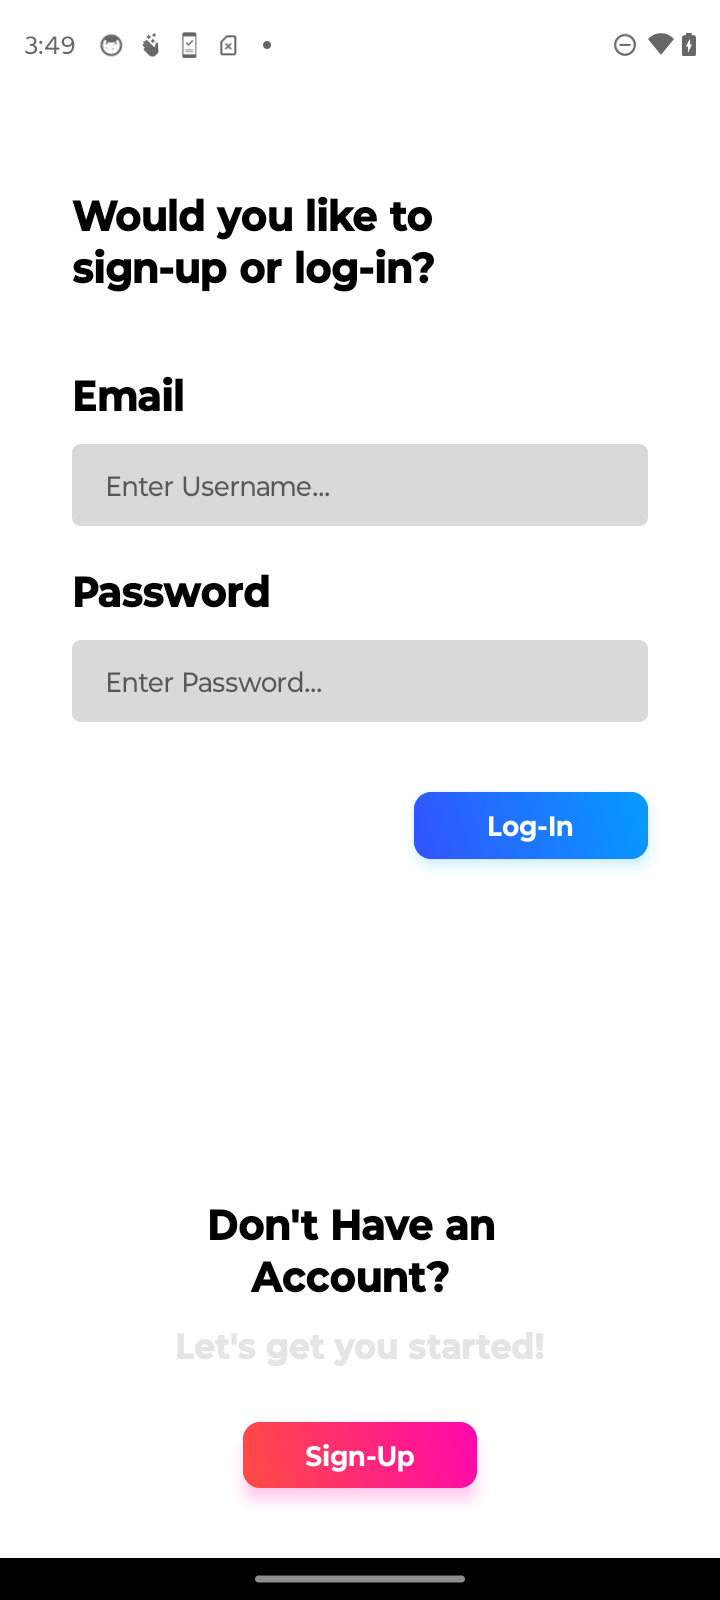 3:49
Would you like to
sign-up or log-in?
Email
Enter Username...
Password
Enter Password...
Log-In
Don't Have an
Account?
Let's get you started!
Sign-Up